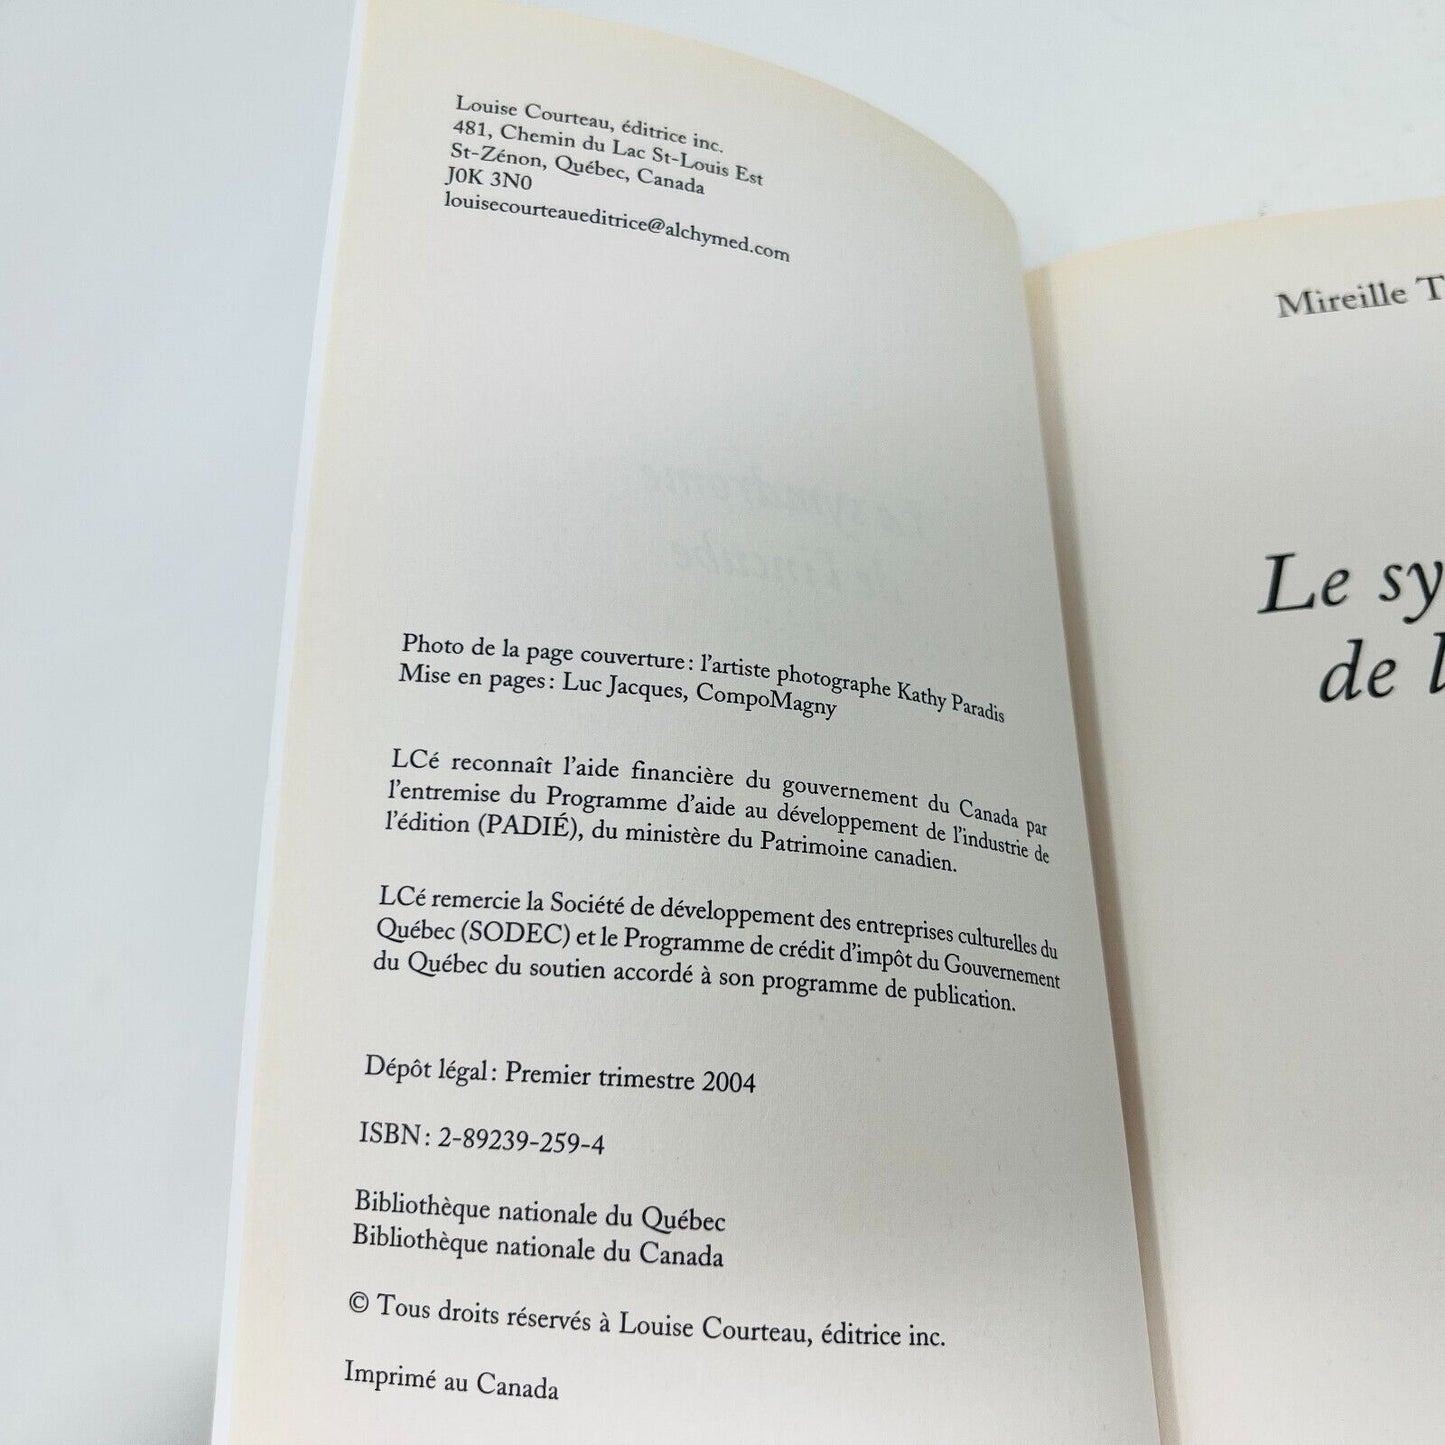 Louise Courteau, éditrice inc.
481, Chemin du Lac St-Louis Est
St-Zénon, Québec, Canada
J0K 3N0
louisecourteaueditrice@alchymed.com
Le syndrome
de l'incube
Photo de la page couverture : l'artiste photographe Kathy Paradis
Mise en pages : Luc Jacques, CompoMagny
LCé reconnaît l'aide financière du gouvernement du Canada par
l'entremise du Programme d'aide au développement de l'industrie de
l'édition (PADIÉ), du ministère du Patrimoine canadien.
LCé remercie la Société de développement des entreprises culturelles du
Québec (SODEC) et le Programme de crédit d'impôt du Gouvernement
du Québec du soutien accordé à son programme de publication.
Dépôt légal : Premier trimestre 2004
ISBN : 2-89239-259-4
Bibliothèque nationale du Québec
Bibliothèque nationale du Canada
© Tous droits réservés à Louise Courteau, éditrice inc.
Imprimé au Canada
Mireille T
Le sy
de l